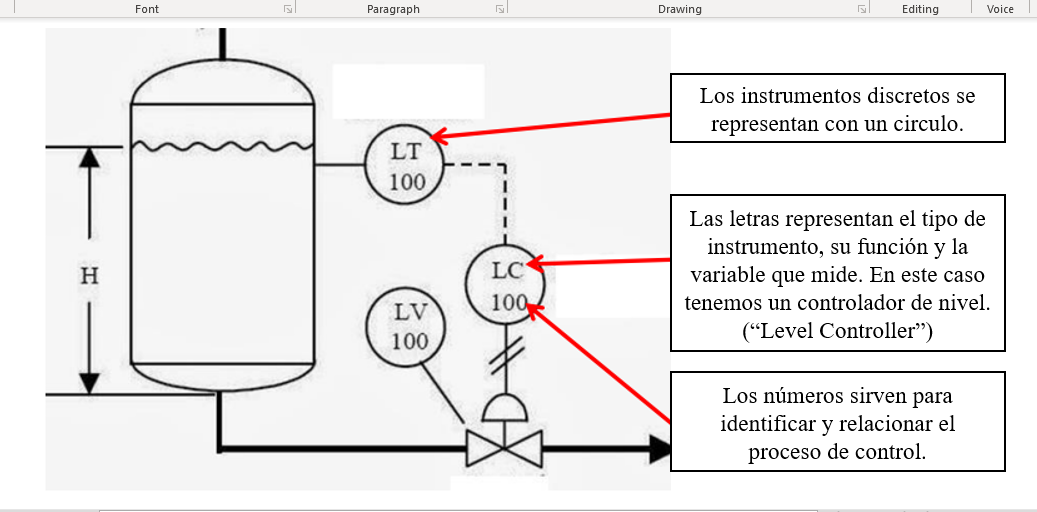 Font
Paragraph
Drawing
Editing
Voice
Los instrumentos discretos se
representan con un circulo.
LT
100
Las letras representan el tipo de
instrumento, su función y la
variable que mide. En este caso
tenemos un controlador de nivel.
(“Level Controller”)
H
LC
100
LV
100
Los números sirven para
identificar y relacionar el
proceso de control.